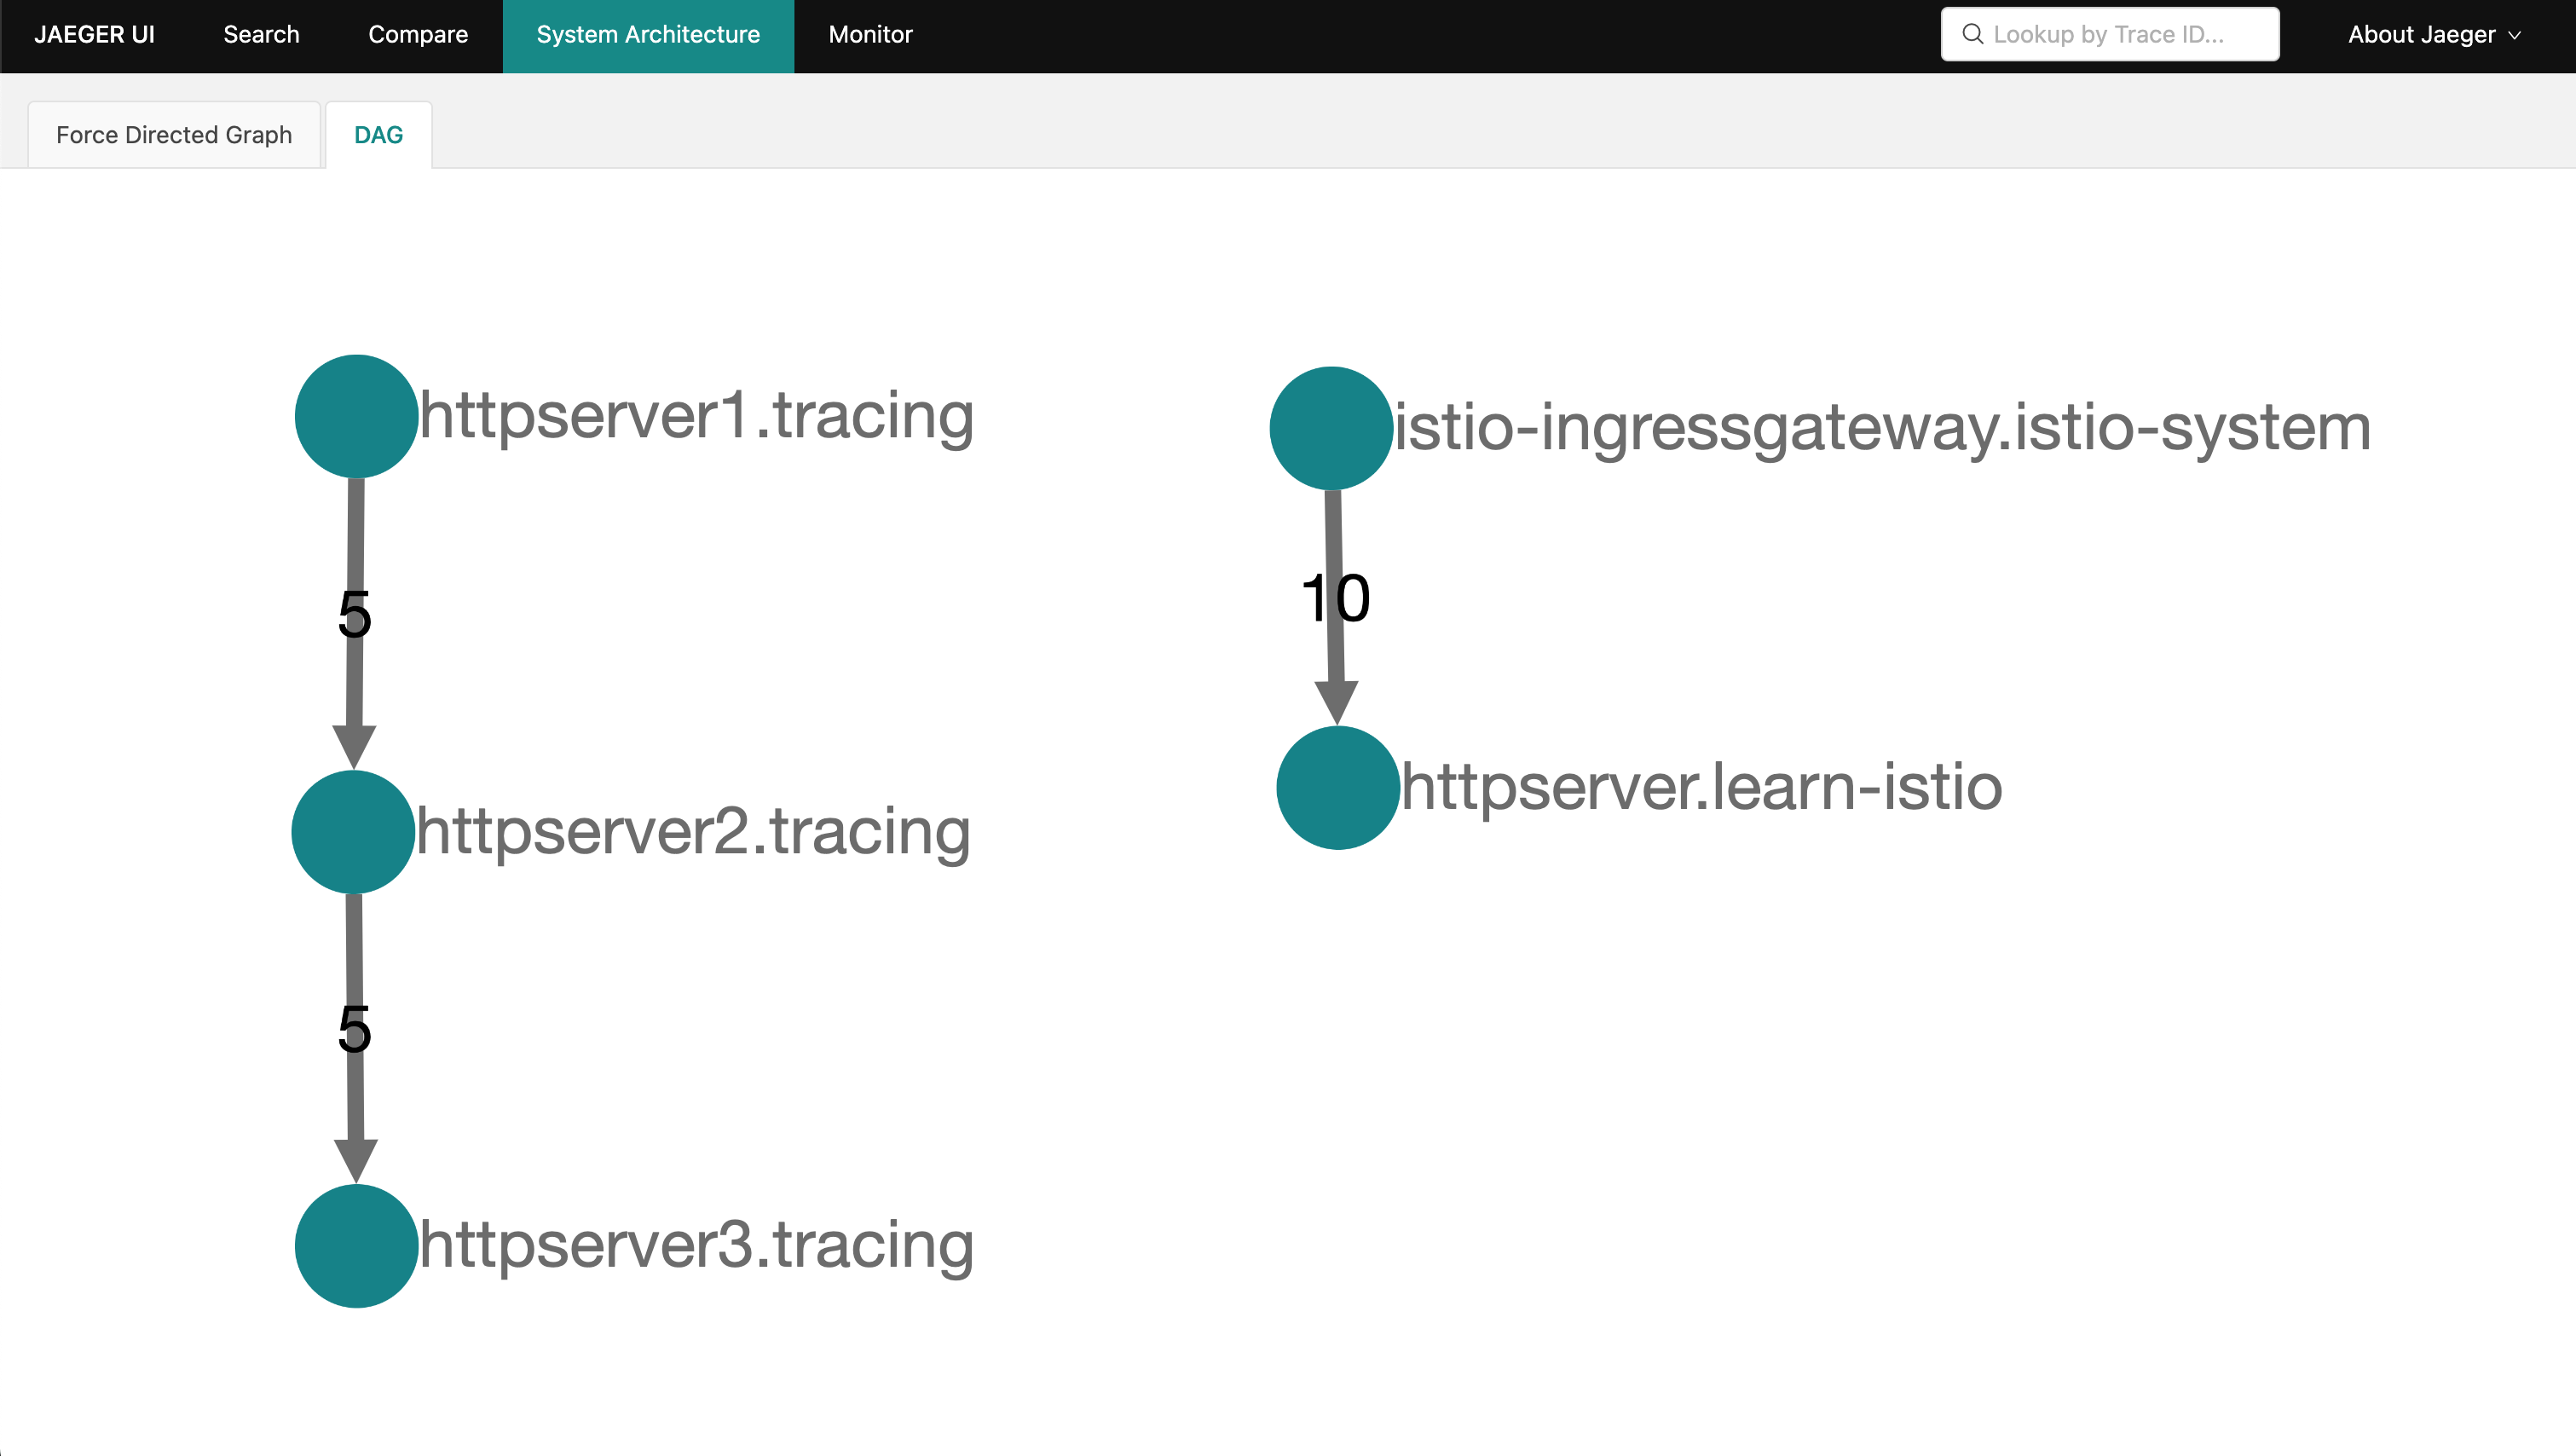 JAEGER UI Search Compare System Architecture Monitor Lookup by Trace ID... About Jaeger
Force Directed Graph DAG
httpserver1.tracing
istio-ingressgateway.istio-system
5
10
httpserver2.tracing
httpserver.learn-istio
5
httpserver3.tracing